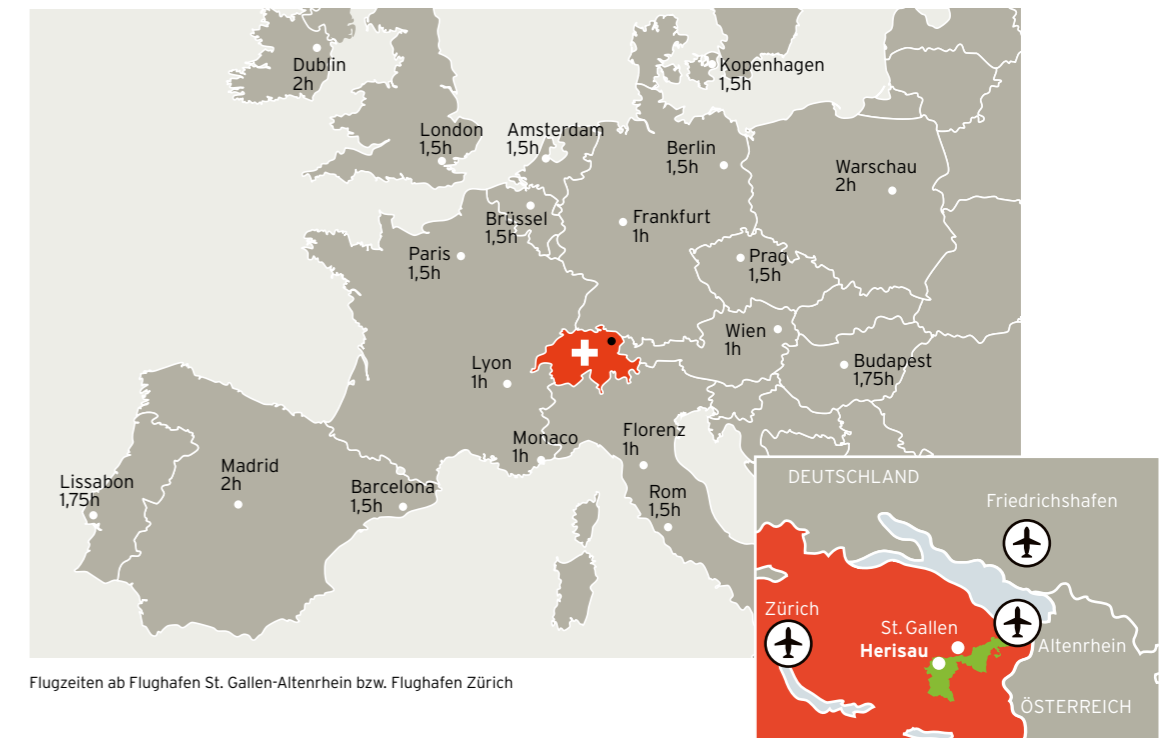 Dublin
2h
Kopenhagen
1,5h
London
1,5h
Amsterdam
1,5h
Berlin
1,5h
Warschau
2h
Brüssel
1,5h
Frankfurt
1h
Paris
1,5h
Prag
1,5h
Wien
1h
Lyon
1h
Budapest
1,75h
Monaco
1h
Florenz
1h
Lissabon
1,75h
Madrid
2h
Barcelona
1,5h
Rom
1,5h
DEUTSCHLAND
Friedrichshafen
Zürich
St. Gallen
Herisau
Altenrhein
ÖSTERREICH
Flugzeiten ab Flughafen St. Gallen-Altenrhein bzw. Flughafen Zürich